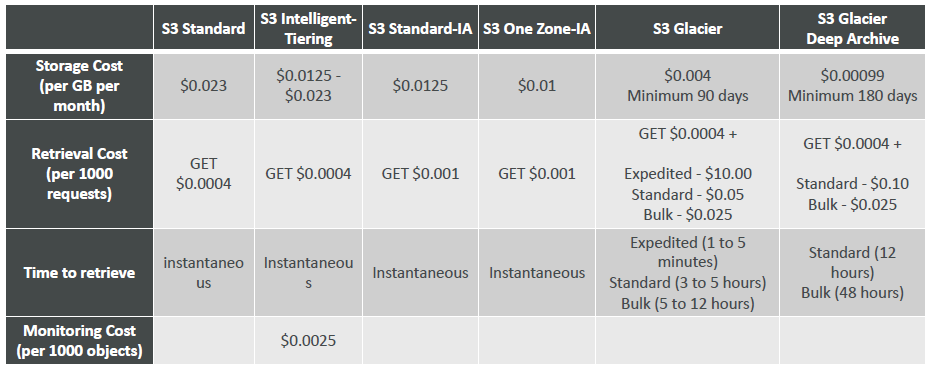 S3 Standard
S3 Intelligent-
Tiering
S3 Standard-IA
S3 One Zone-IA
S3 Glacier
S3 Glacier
Deep Archive
Storage Cost
(per GB per
month)
$0.023
$0.0125 -
$0.023
$0.0125
$0.01
$0.004
Minimum 90 days
$0.00099
Minimum 180 days
Retrieval Cost
(per 1000
requests)
GET
$0.0004
GET $0.0004
GET $0.001
GET $0.001
GET $0.0004 +
Expedited - $10.00
Standard - $0.05
Bulk - $0.025
GET $0.0004 +
Standard - $0.10
Bulk - $0.025
Time to retrieve
instantaneo
us
Instantaneou
s
Instantaneous
Instantaneous
Expedited (1 to 5
minutes)
Standard (3 to 5 hours)
Bulk (5 to 12 hours)
Standard (12
hours)
Bulk (48 hours)
Monitoring Cost
(per 1000 objects)
$0.0025